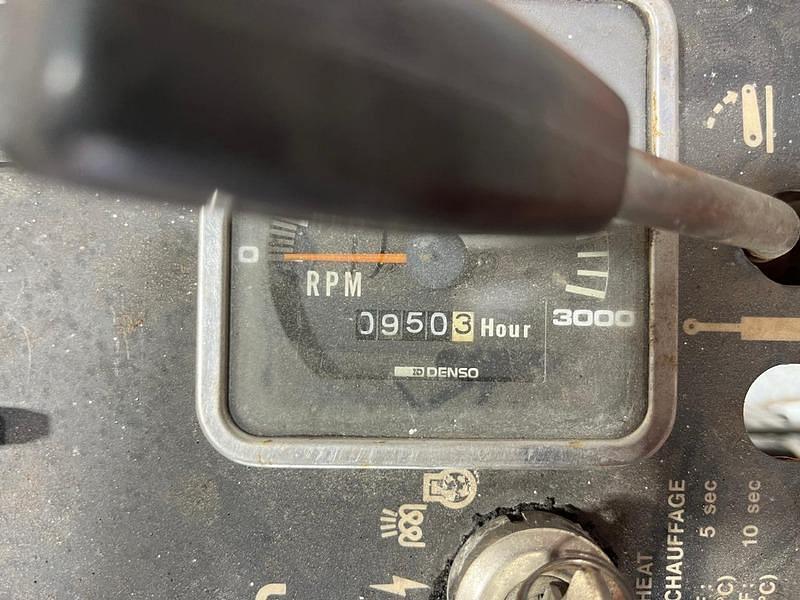 0
RPM
09503 Hour
3000
DENSO
HEAT
CHAUFFAGE
5 sec
10 sec